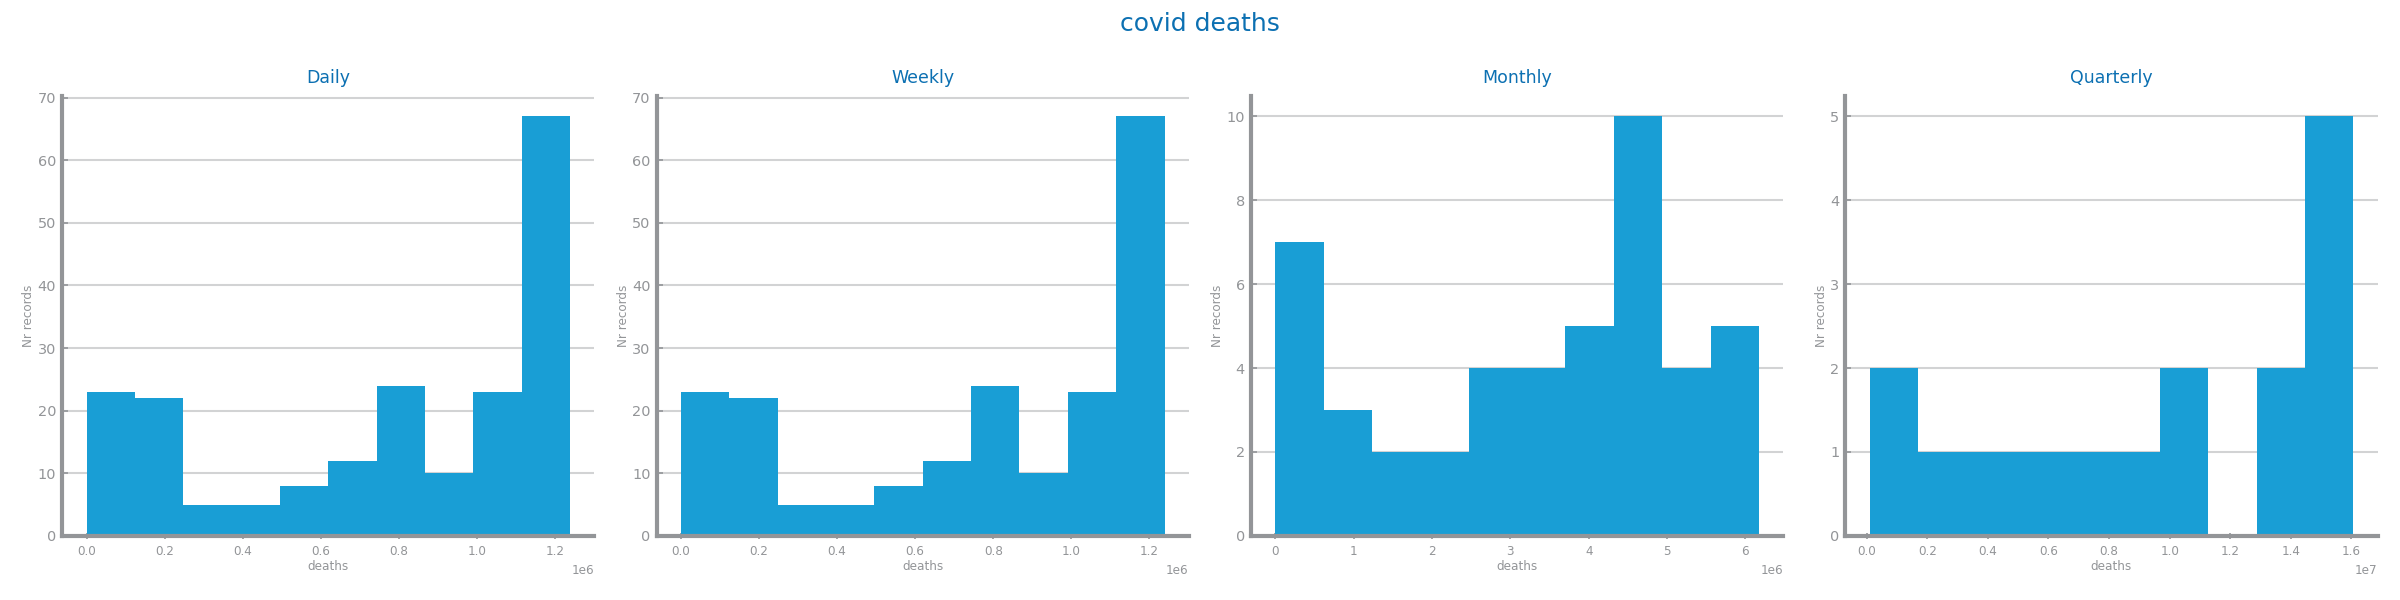 covid deaths
Daily
70
60
50
40
30
20
10
0
Nr records
0.0 0.2 0.4 0.6 0.8 1.0 1.2
deaths
1e6
Weekly
70
60
50
40
30
20
10
0
Nr records
0.0 0.2 0.4 0.6 0.8 1.0 1.2
deaths
1e6
Monthly
10
8
6
4
2
0
Nr records
0 1 2 3 4 5 6
deaths
1e6
Quarterly
5
4
3
2
1
0
Nr records
0.0 0.2 0.4 0.6 0.8 1.0 1.2 1.4 1.6
deaths
1e7